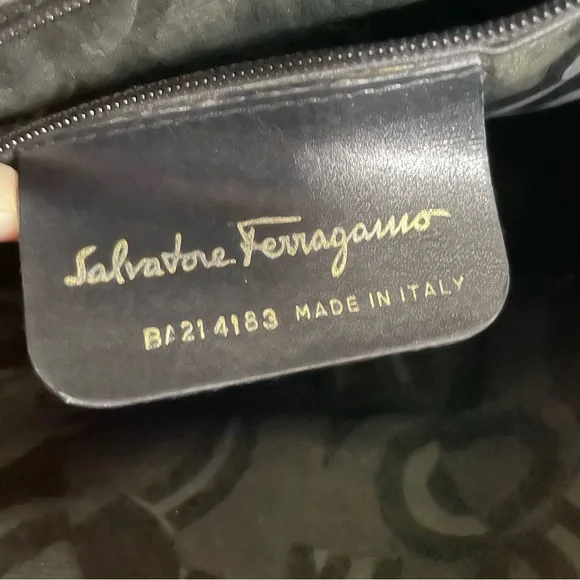 Salvatore Ferragamo
BA214183 MADE IN ITALY